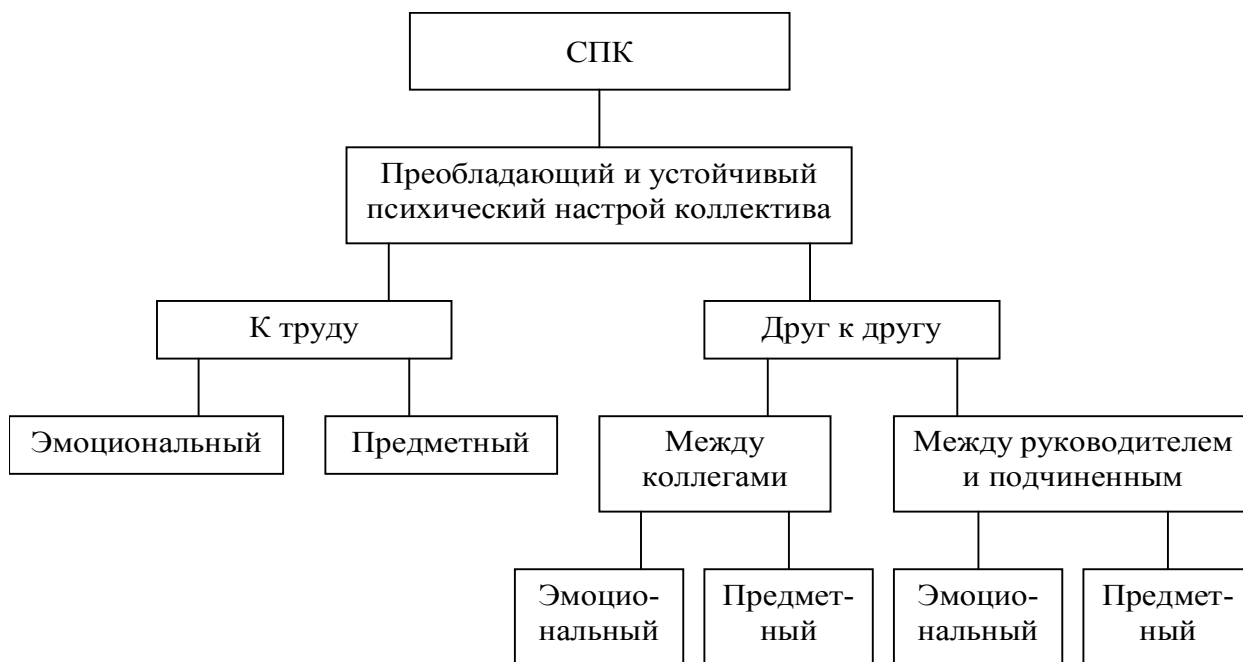 СПК
Преобладающий и устойчивый
психический настрой коллектива
К труду
Друг к другу
Эмоциональный
Предметный
Между
коллегами
Между руководителем
и подчиненным
Эмоцио-
нальный
Предмет-
ный
Эмоцио-
нальный
Предмет-
ный